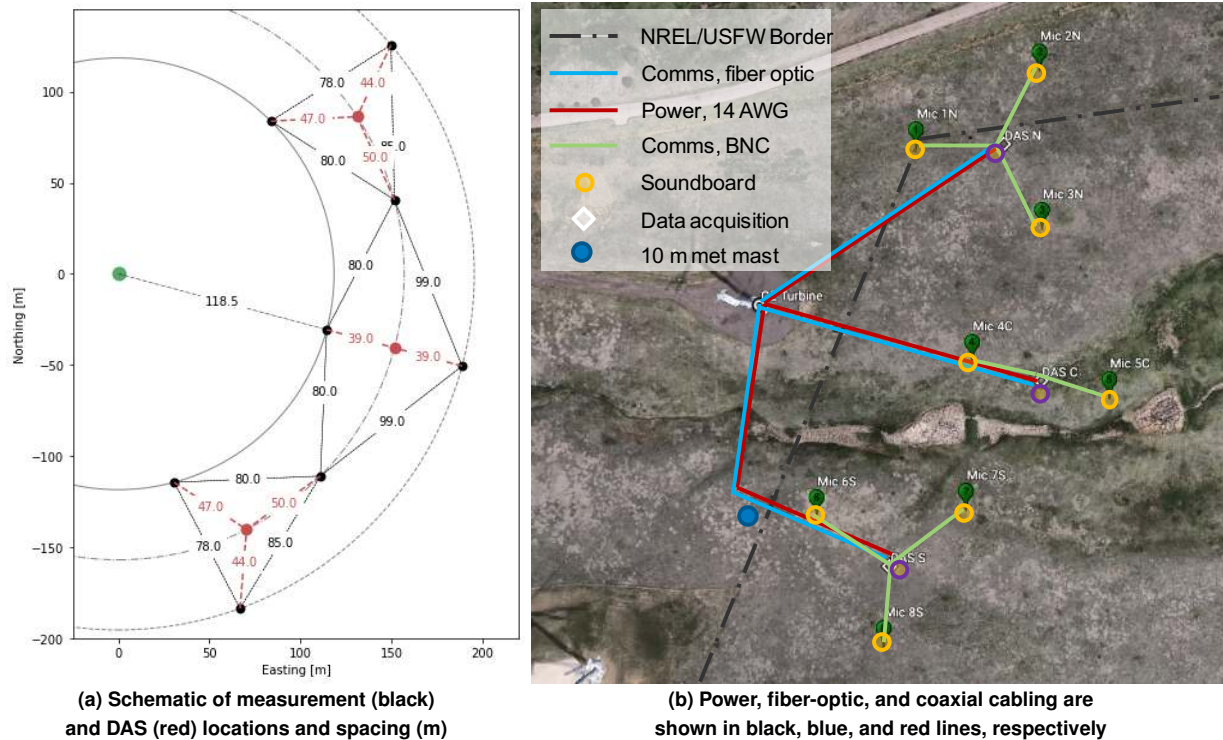 100
50
0
−50
−100
−150
−200
Northing [m]
0
50
100
150
200
Easting [m]
78.0
44.0
47.0
50.0
85.0
80.0
80.0
99.0
118.5
39.0
39.0
80.0
99.0
80.0
47.0
50.0
78.0
85.0
44.0
(a) Schematic of measurement (black)
and DAS (red) locations and spacing (m)
NREL/USFW Border
Comms, fiber optic
Power, 14 AWG
Comms, BNC
Soundboard
Data acquisition
10 m met mast
Mic 2N
Mic 1N
DAS N
Mic 3N
Turbine
Mic 4C
DAS C
Mic 5C
Mic 6S
Mic 7S
DAS S
Mic 8S
(b) Power, fiber-optic, and coaxial cabling are
shown in black, blue, and red lines, respectively